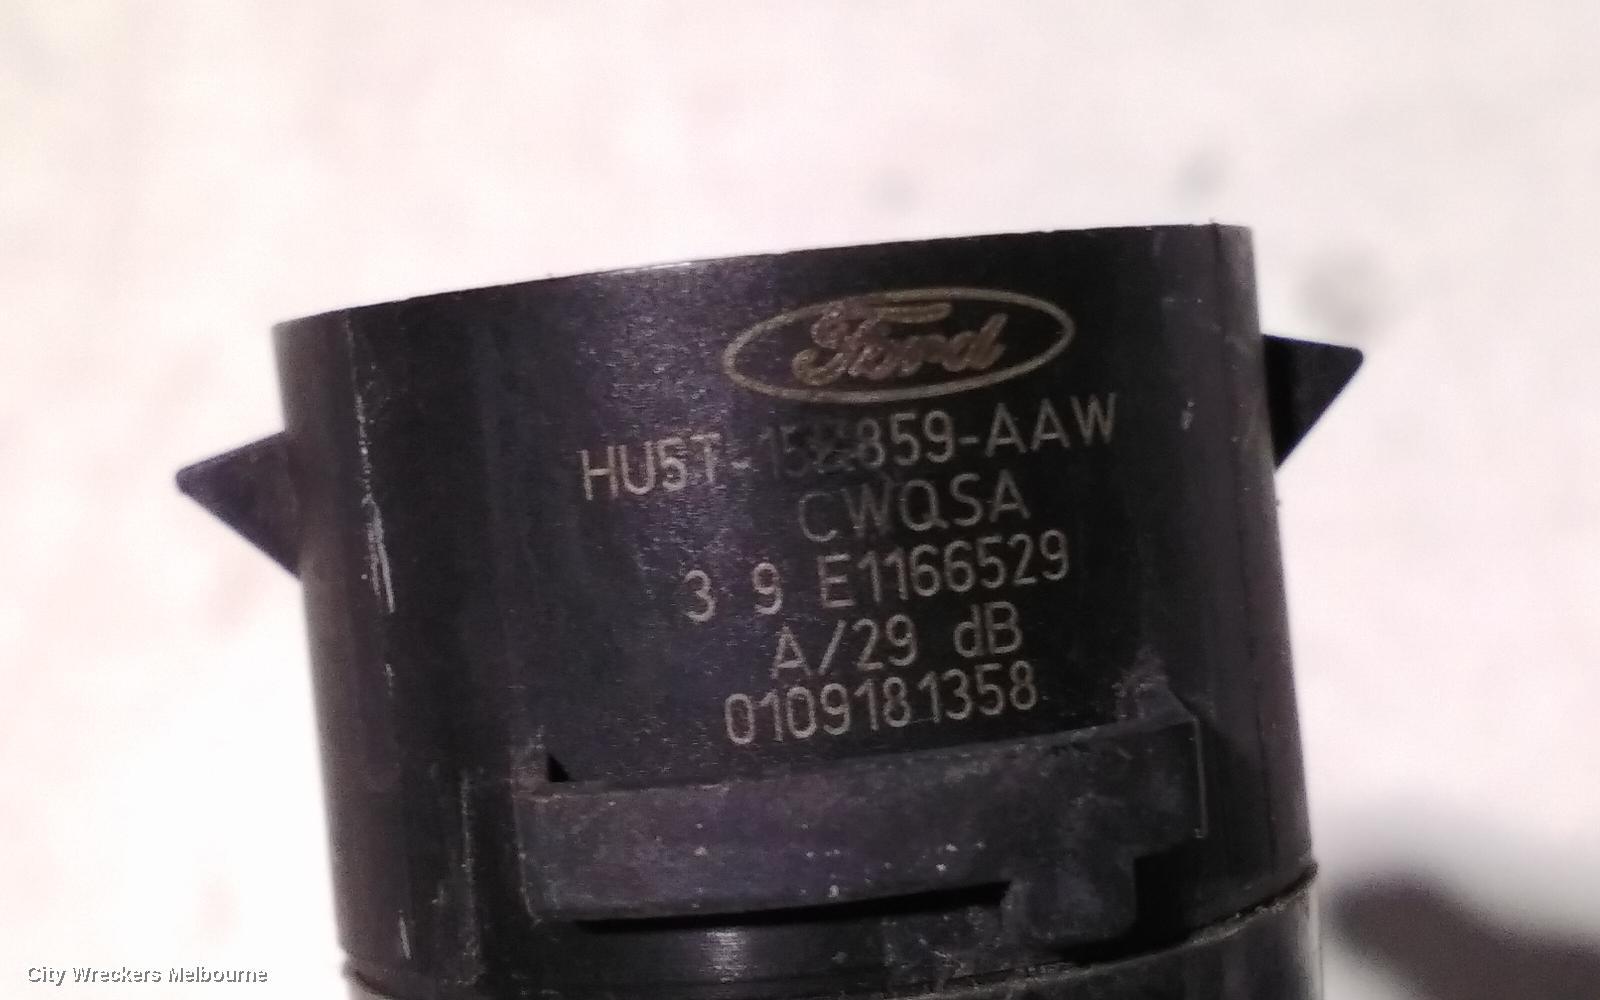 Ford
HU5T-15K859-AAW
CWQSA
3 9 E1166529
A/29 dB
0109181358
City Wreckers Melbourne